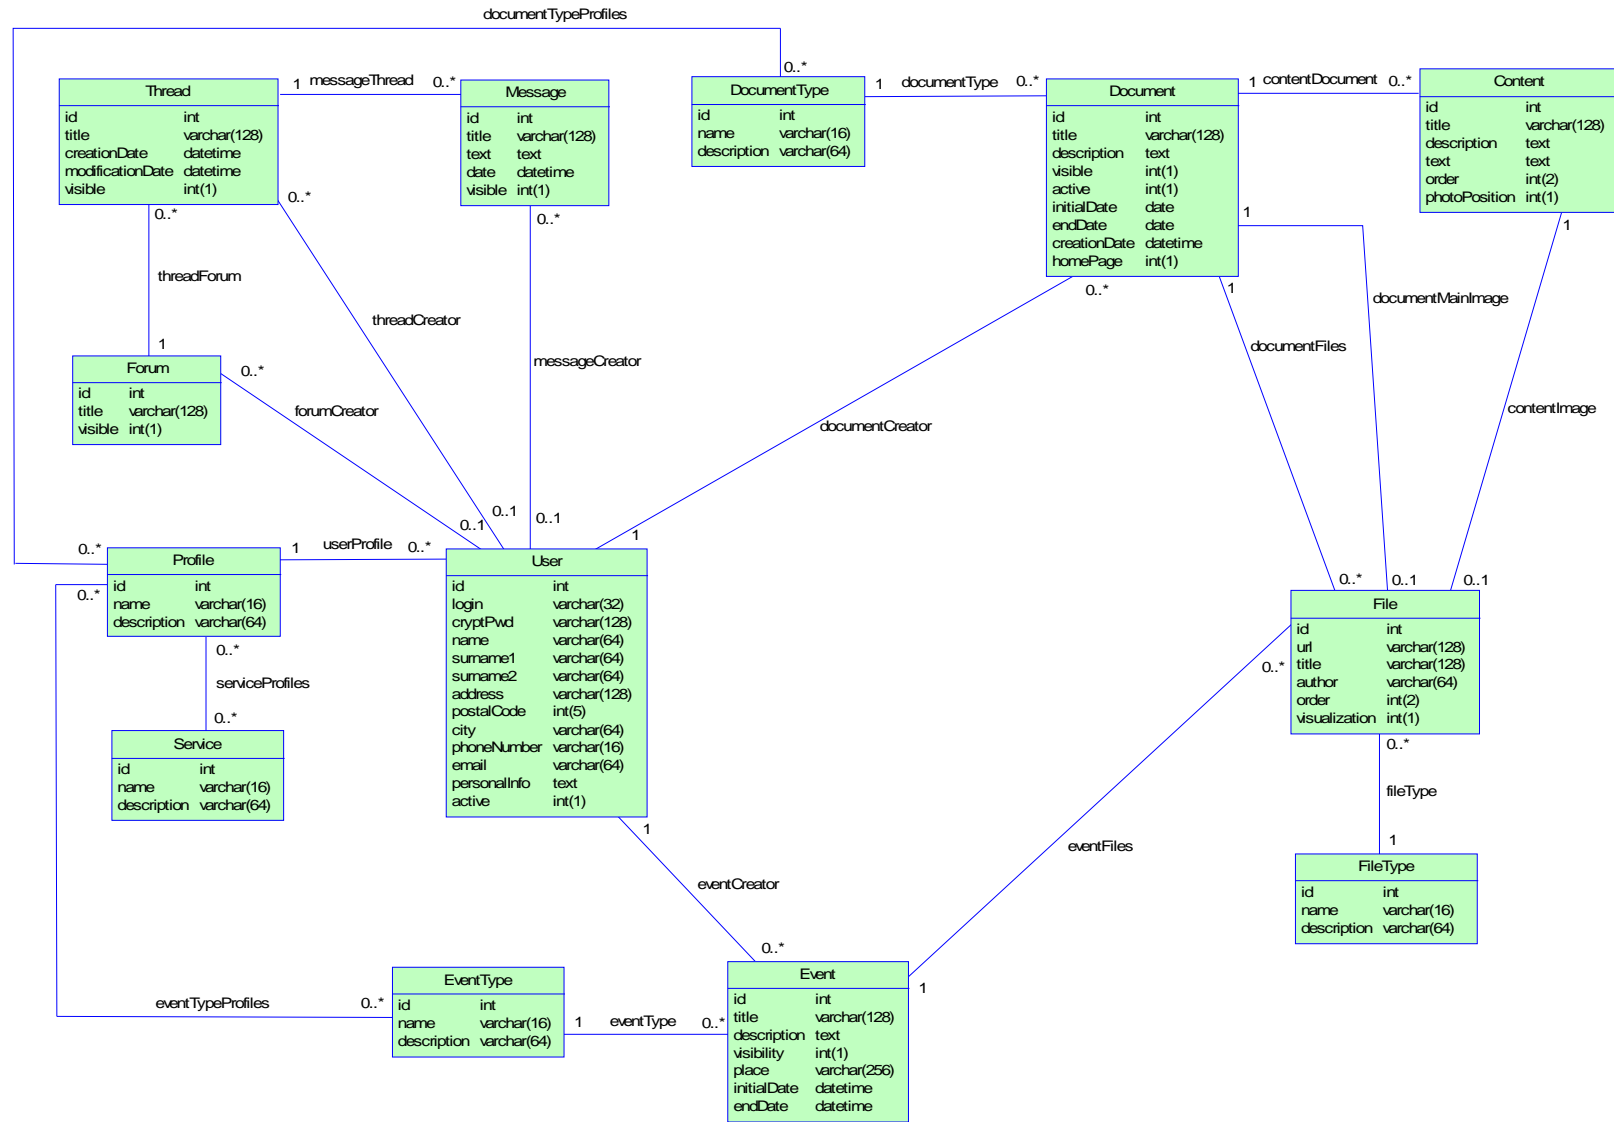 documentTypeProfiles
0..*
Thread
id int
title varchar(128)
creationDate datetime
modificationDate datetime
visible int(1)
1 messageThread 0..*
Message
id int
title varchar(128)
text text
date datetime
visible int(1)
DocumentType
id int
name varchar(16)
description varchar(64)
1 documentType 0..*
Document
id int
title varchar(128)
description text
visible int(1)
active int(1)
initialDate date
endDate date
creationDate datetime
homePage int(1)
1 contentDocument 0..*
Content
id int
title varchar(128)
description text
text text
order int(2)
photoPosition int(1)
0..*
0..*
0..*
1
1
0..*
1
threadForum
threadCreator
messageCreator
documentCreator
documentFiles
documentMainImage
contentImage
1
Forum
id int
title varchar(128)
visible int(1)
0..*
forumCreator
0..1
0..1
0..1
1
0..*
1 userProfile 0..*
Profile
id int
name varchar(16)
description varchar(64)
0..*
0..*
serviceProfiles
0..*
Service
id int
name varchar(16)
description varchar(64)
User
id int
login varchar(32)
cryptPwd varchar(128)
name varchar(64)
surname1 varchar(64)
surname2 varchar(64)
address varchar(128)
postalCode int(5)
city varchar(64)
phoneNumber varchar(16)
email varchar(64)
personalInfo text
active int(1)
0..* 0..1 0..1
File
id int
url varchar(128)
title varchar(128)
author varchar(64)
order int(2)
visualization int(1)
0..*
0..*
fileType
1
FileType
id int
name varchar(16)
description varchar(64)
1
eventCreator
0..*
eventFiles
1
eventTypeProfiles 0..*
EventType
id int
name varchar(16)
description varchar(64)
1 eventType 0..*
Event
id int
title varchar(128)
description text
visibility int(1)
place varchar(256)
initialDate datetime
endDate datetime